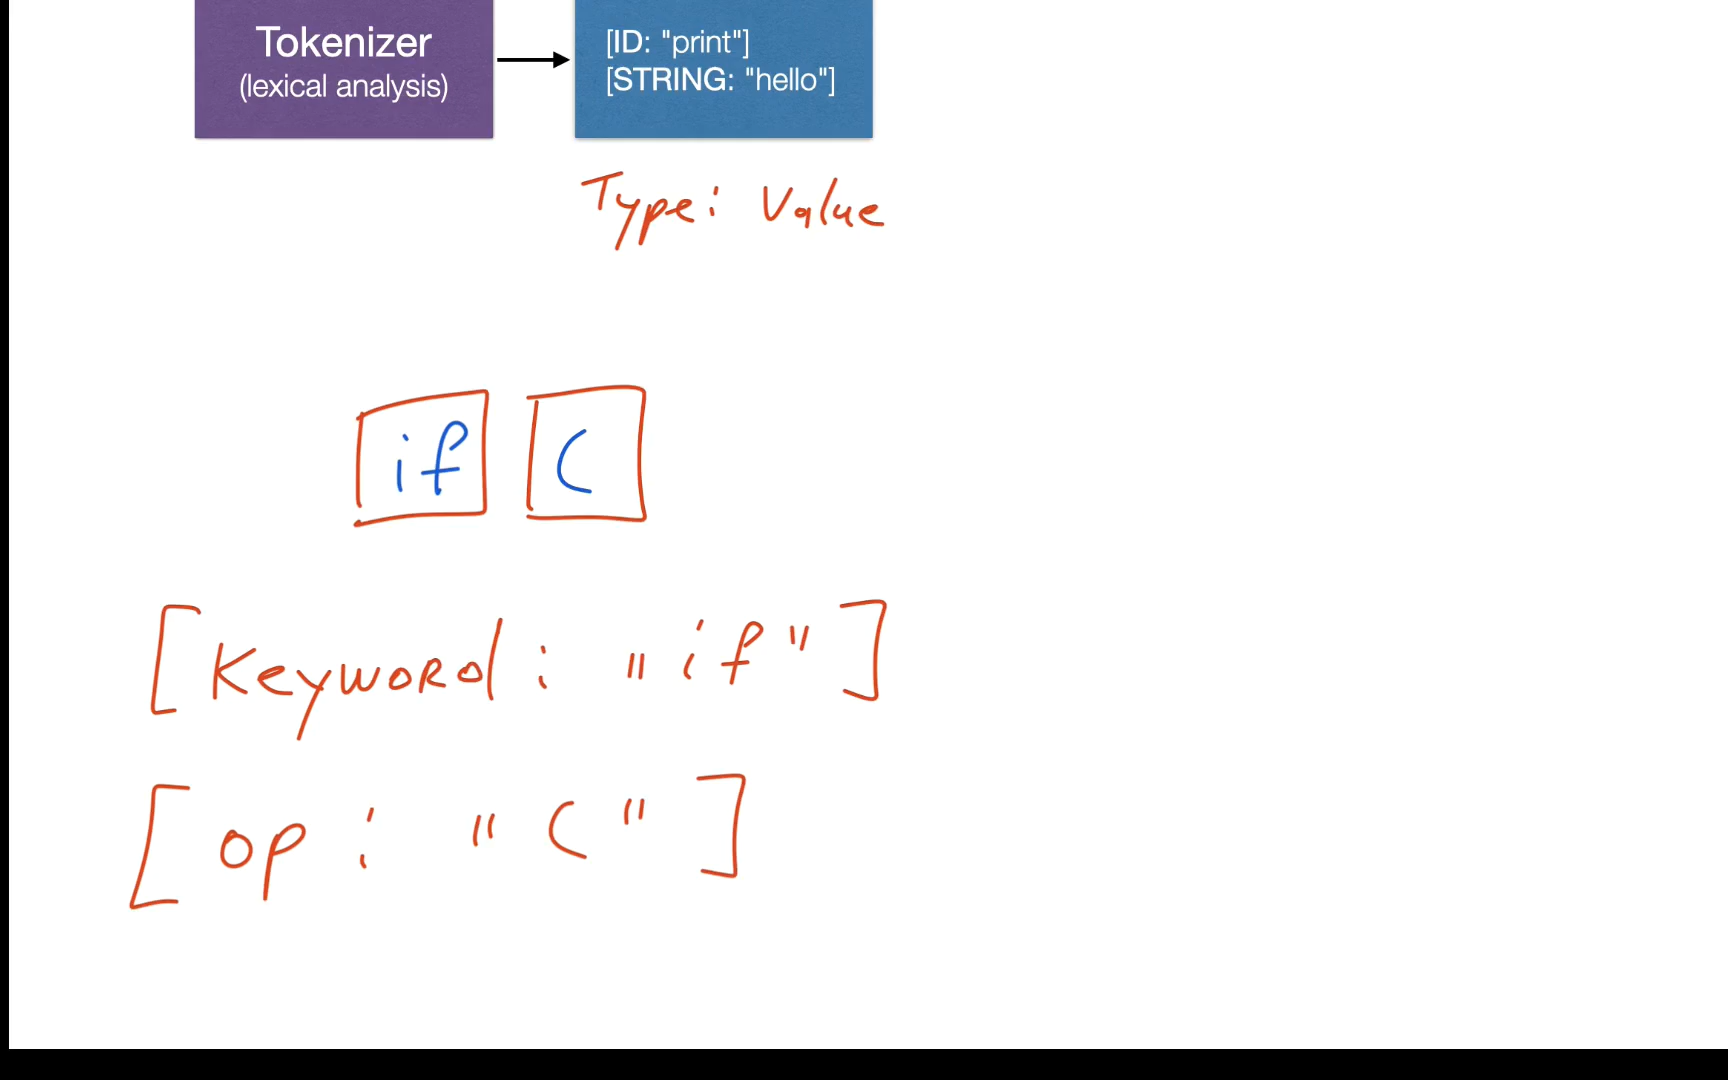 Tokenizer
(lexical analysis)
[ID: "print"]
[STRING: "hello"]
Type: Value
if (
[Keyword: "if"]
[op: "("]